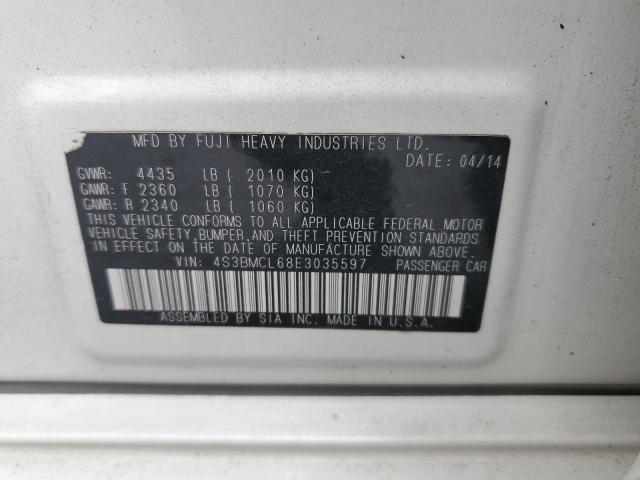 MFD BY FUJI HEAVY INDUSTRIES LTD.
DATE: 04/14
GVWR: 4435 LB ( 2010 KG)
GAWR: F 2360 LB ( 1070 KG)
GAWR: R 2340 LB ( 1060 KG)
THIS VEHICLE CONFORMS TO ALL APPLICABLE FEDERAL MOTOR
VEHICLE SAFETY,BUMPER,AND THEFT PREVENTION STANDARDS
IN EFFECT ON THE DATE OF MANUFACTURE SHOWN ABOVE.
VIN: 4S3BMCL68E3035597 PASSENGER CAR
ASSEMBLED BY SIA INC. MADE IN U.S.A.